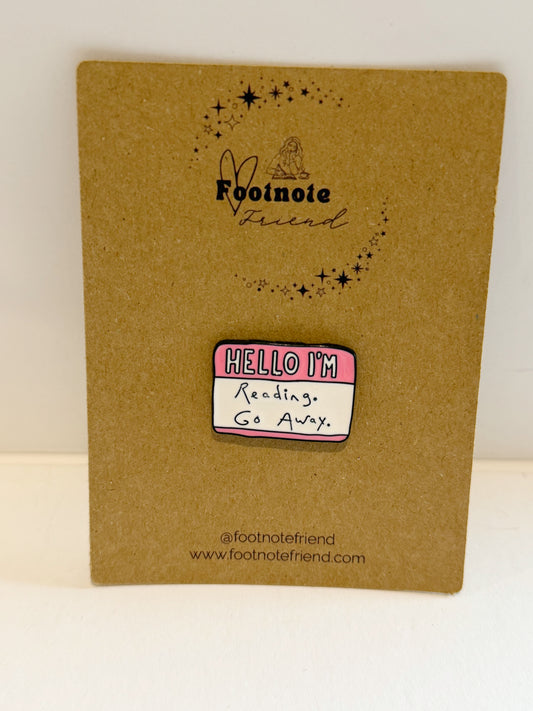 Footnote
Friend
HELLO I'M
Reading.
Go Away.
@footnotefriend
www.footnotefriend.com